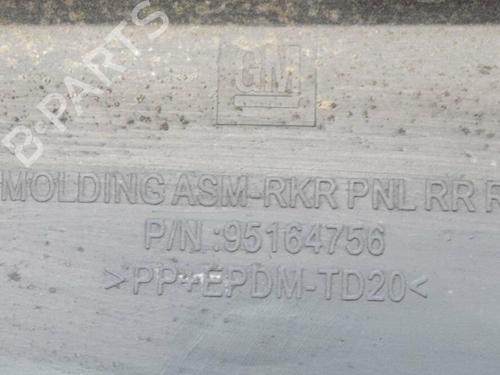 B-PARTS
GM
MOLDING ASM-RKR PNL RR R
P/N :95164756
>PP+EPDM-TD20<